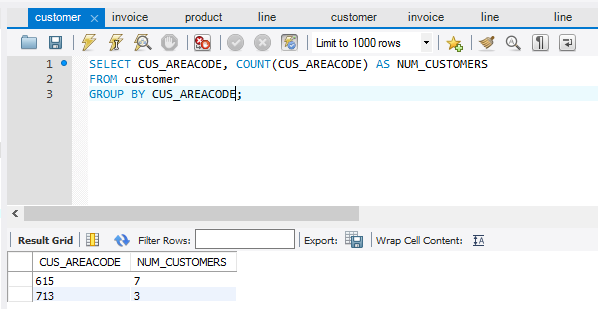 customer × invoice product line customer invoice line line
Limit to 1000 rows
1 SELECT CUS_AREACODE, COUNT(CUS_AREACODE) AS NUM_CUSTOMERS
2 FROM customer
3 GROUP BY CUS_AREACODE;
Result Grid Filter Rows: Export: Wrap Cell Content: IA
CUS_AREACODE NUM_CUSTOMERS
615 7
713 3